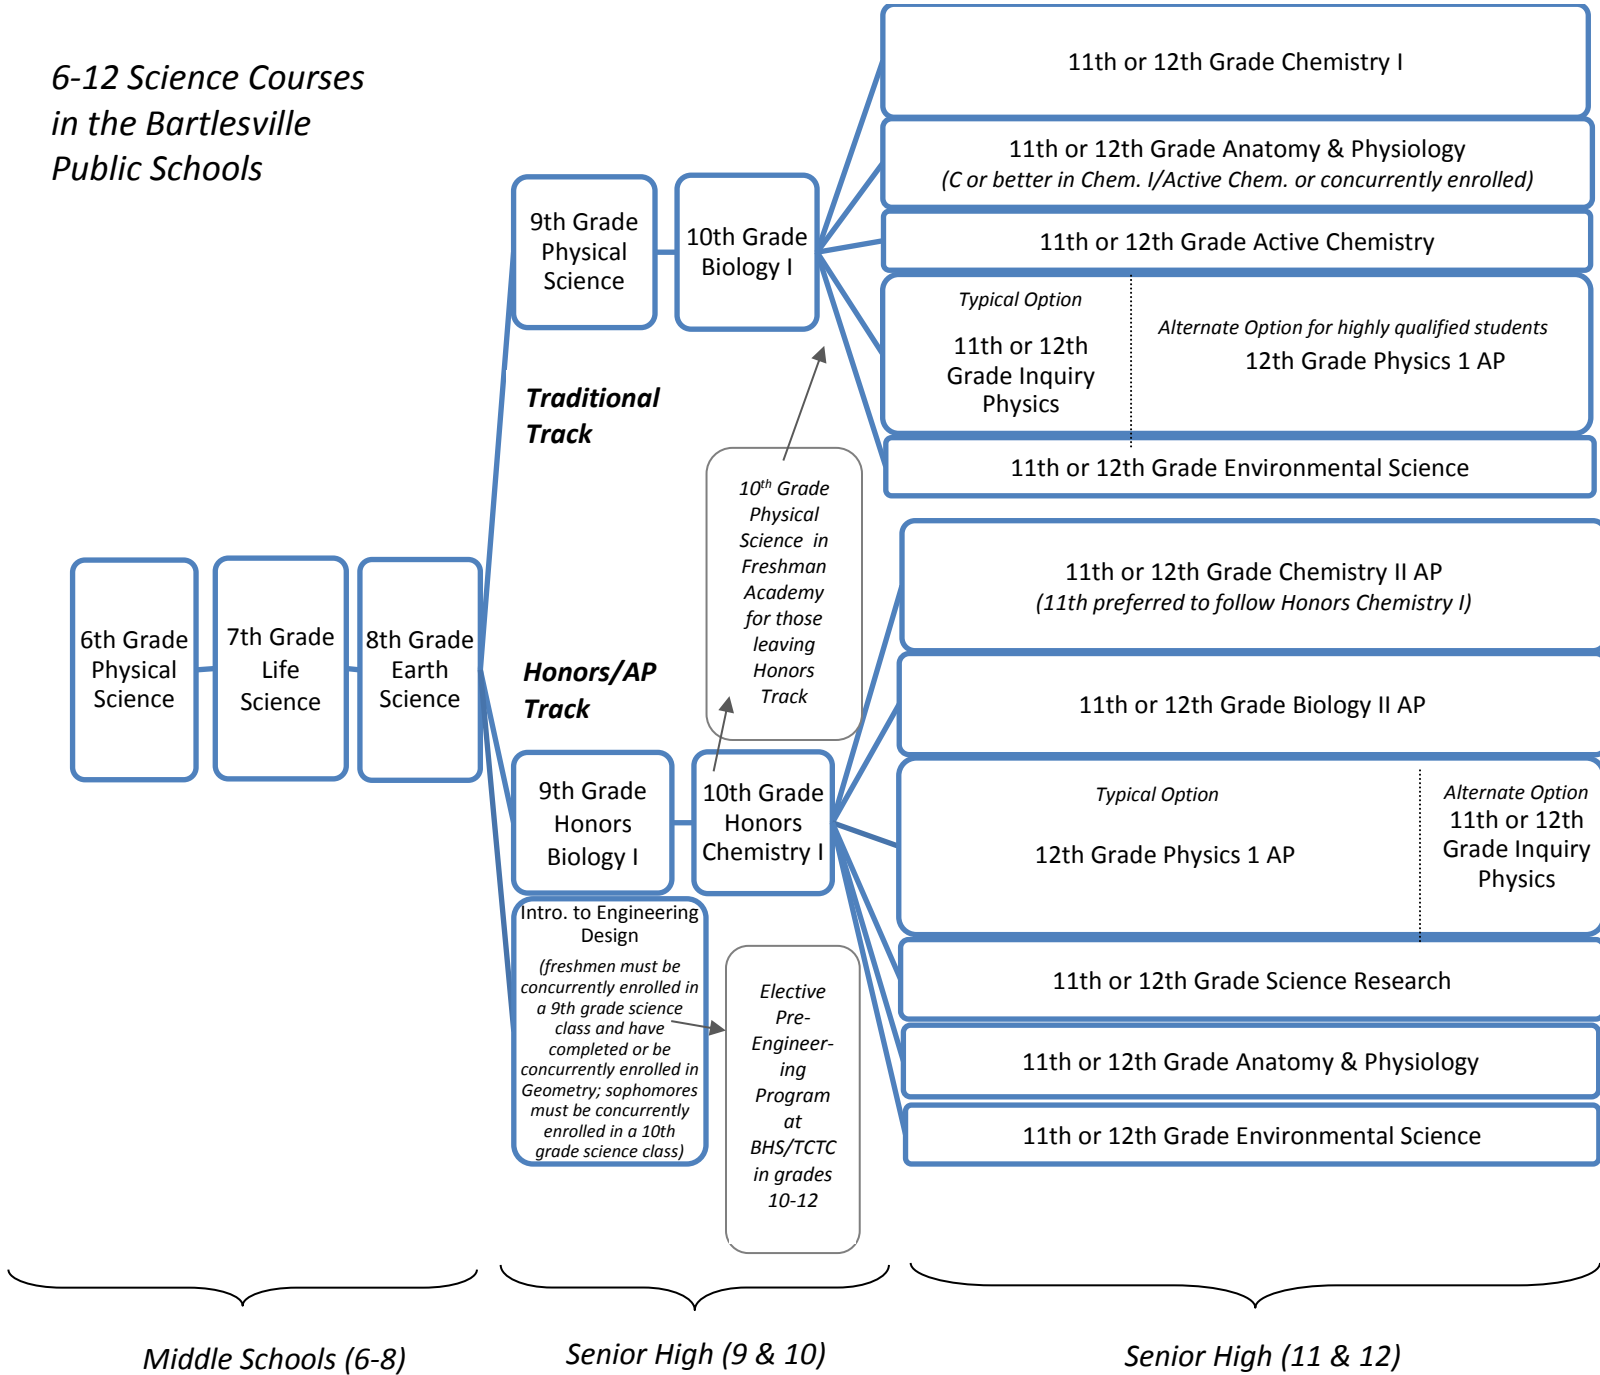 6-12 Science Courses
in the Bartlesville
Public Schools
6th Grade
Physical
Science
7th Grade
Life
Science
8th Grade
Earth
Science
Traditional
Track
9th Grade
Physical
Science
10th Grade
Biology I
11th or 12th Grade Chemistry I
11th or 12th Grade Anatomy & Physiology
(C or better in Chem. I/Active Chem. or concurrently enrolled)
11th or 12th Grade Active Chemistry
Typical Option
11th or 12th
Grade Inquiry
Physics
Alternate Option for highly qualified students
12th Grade Physics 1 AP
11th or 12th Grade Environmental Science
10th Grade
Physical
Science in
Freshman
Academy
for those
leaving
Honors
Track
Honors/AP
Track
9th Grade
Honors
Biology I
10th Grade
Honors
Chemistry I
Intro. to Engineering
Design
(freshmen must be
concurrently enrolled in
a 9th grade science
class and have
completed or be
concurrently enrolled in
Geometry; sophomores
must be concurrently
enrolled in a 10th
grade science class)
Elective
Pre-
Engineer-
ing
Program
at
BHS/TCTC
in grades
10-12
11th or 12th Grade Chemistry II AP
(11th preferred to follow Honors Chemistry I)
11th or 12th Grade Biology II AP
Typical Option
12th Grade Physics 1 AP
Alternate Option
11th or 12th
Grade Inquiry
Physics
11th or 12th Grade Science Research
11th or 12th Grade Anatomy & Physiology
11th or 12th Grade Environmental Science
Middle Schools (6-8)
Senior High (9 & 10)
Senior High (11 & 12)